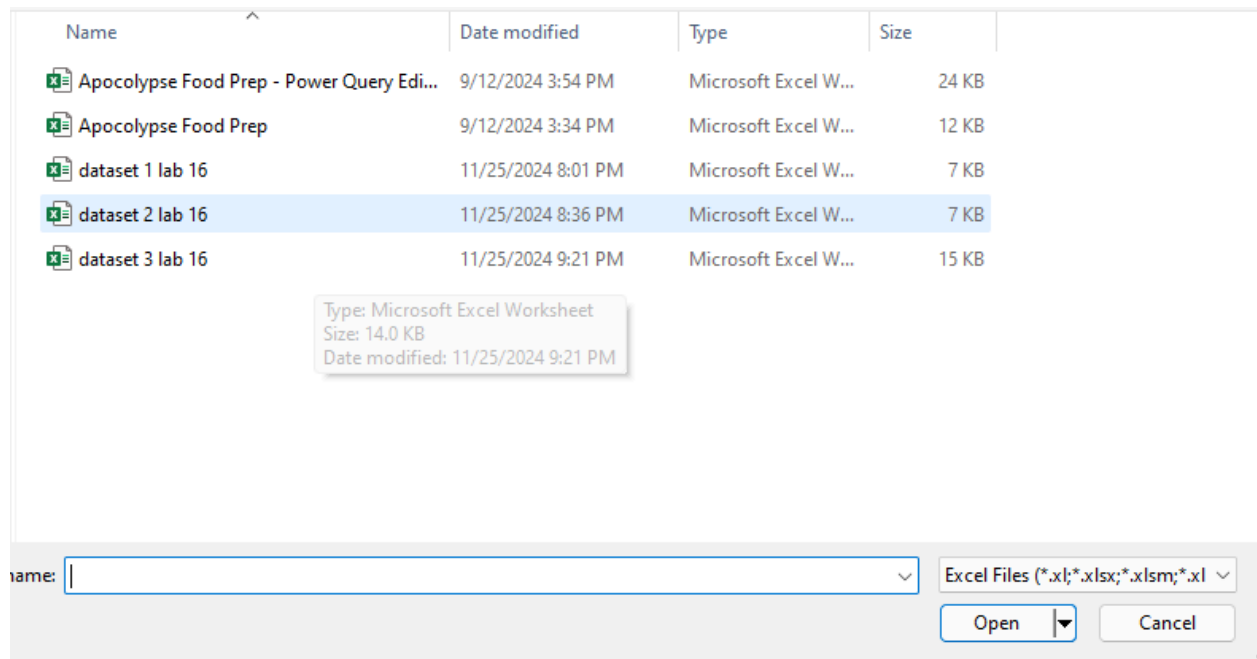 Name Date modified Type Size
Apocolypse Food Prep - Power Query Edi... 9/12/2024 3:54 PM Microsoft Excel W... 24 KB
Apocolypse Food Prep 9/12/2024 3:34 PM Microsoft Excel W... 12 KB
dataset 1 lab 16 11/25/2024 8:01 PM Microsoft Excel W... 7 KB
dataset 2 lab 16 11/25/2024 8:36 PM Microsoft Excel W... 7 KB
dataset 3 lab 16 11/25/2024 9:21 PM Microsoft Excel W... 15 KB
Type: Microsoft Excel Worksheet
Size: 14.0 KB
Date modified: 11/25/2024 9:21 PM
name: Excel Files (*.xl;*.xlsx;*.xlsm;*.xl
Open Cancel